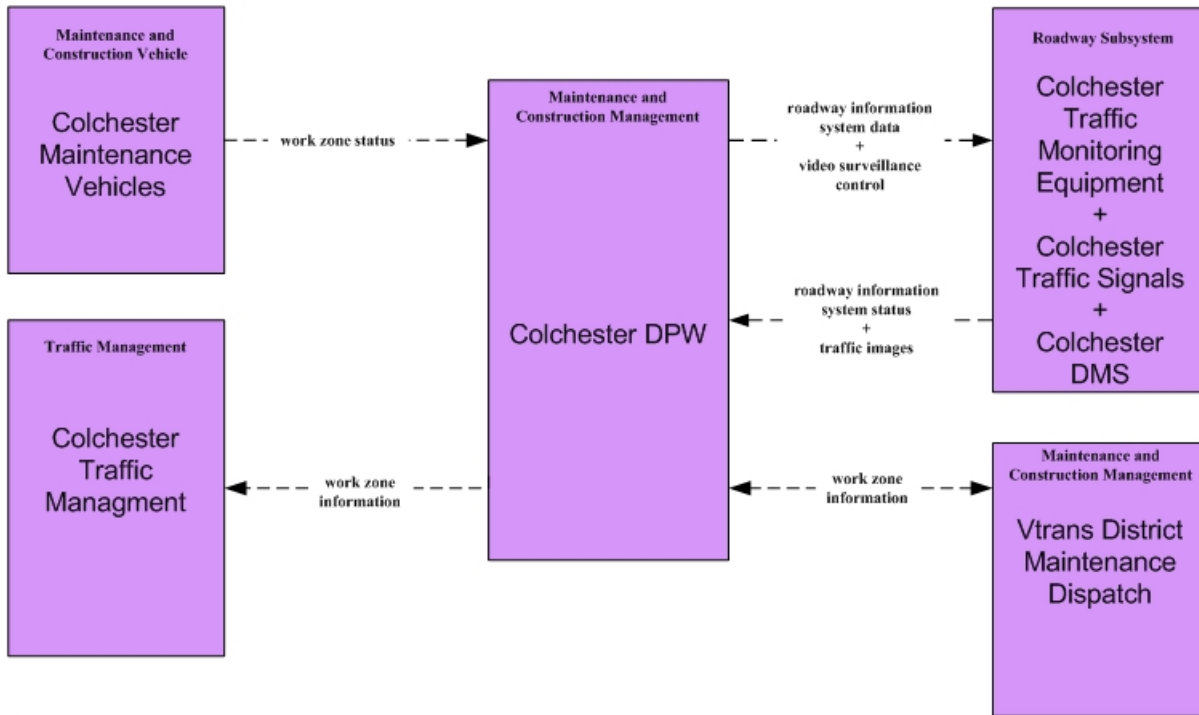 Maintenance and
Construction Vehicle
Colchester
Maintenance
Vehicles
work zone status
Maintenance and
Construction Management
Colchester DPW
roadway information
system data
+
video surveillance
control
Roadway Subsystem
Colchester
Traffic
Monitoring
Equipment
+
Colchester
Traffic Signals
+
Colchester
DMS
roadway information
system status
+
traffic images
Traffic Management
Colchester
Traffic
Managment
work zone
information
work zone
information
Maintenance and
Construction Management
Vtrans District
Maintenance
Dispatch